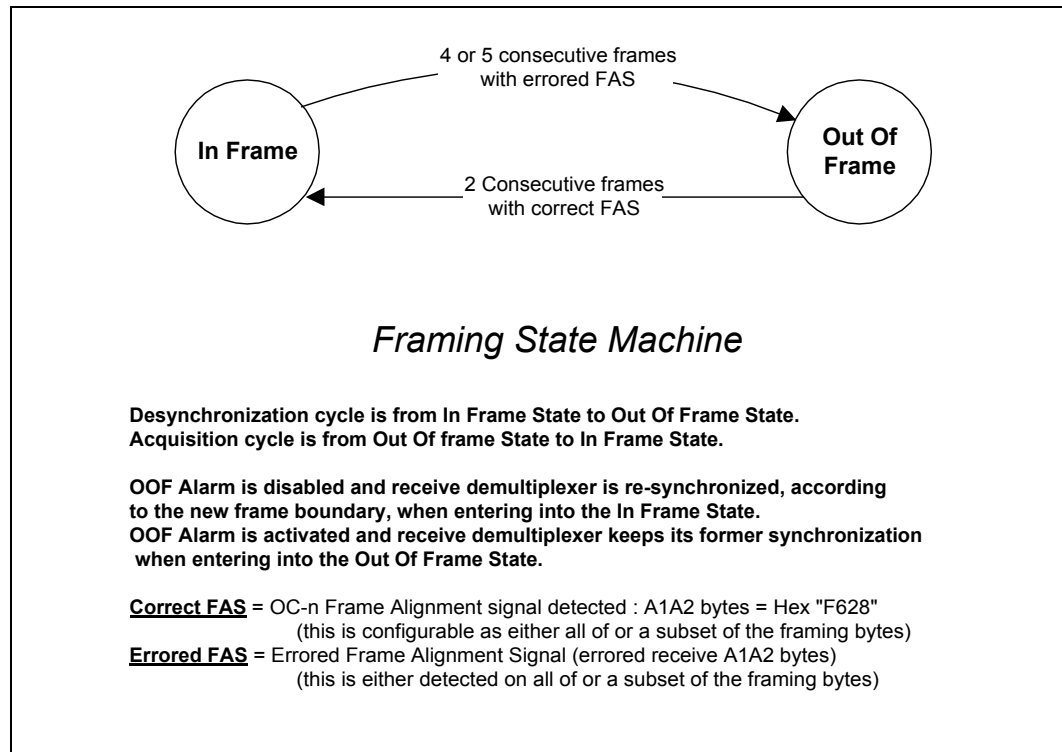 4 or 5 consecutive frames
with errored FAS
In Frame
Out Of
Frame
2 Consecutive frames
with correct FAS
Framing State Machine
Desynchronization cycle is from In Frame State to Out Of Frame State.
Acquisition cycle is from Out Of frame State to In Frame State.
OOF Alarm is disabled and receive demultiplexer is re-synchronized, according
to the new frame boundary, when entering into the In Frame State.
OOF Alarm is activated and receive demultiplexer keeps its former synchronization
when entering into the Out Of Frame State.
Correct FAS = OC-n Frame Alignment signal detected : A1A2 bytes = Hex "F628"
(this is configurable as either all of or a subset of the framing bytes)
Errored FAS = Errored Frame Alignment Signal (errored receive A1A2 bytes)
(this is either detected on all of or a subset of the framing bytes)